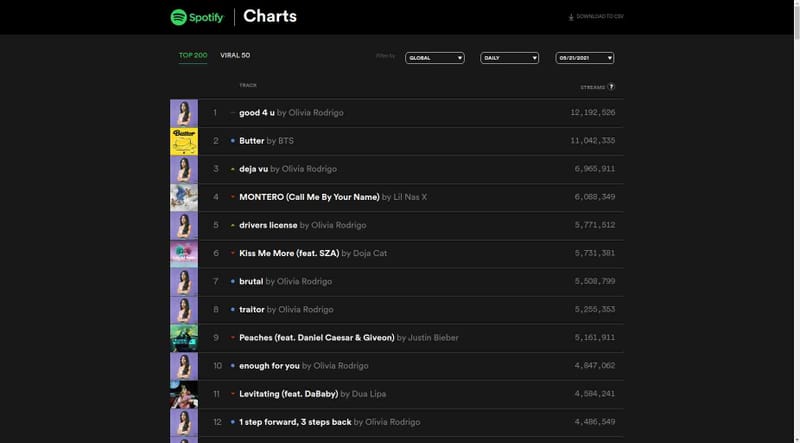 Spotify Charts
DOWNLOAD TO CSV
TOP 200 VIRAL 50 Filter by GLOBAL DAILY 05/21/2021
TRACK STREAMS ?
1 good 4 u by Olivia Rodrigo 12,192,526
Butter
2 Butter by BTS 11,042,335
3 deja vu by Olivia Rodrigo 6,965,911
4 MONTERO (Call Me By Your Name) by Lil Nas X 6,088,349
5 drivers license by Olivia Rodrigo 5,771,512
6 Kiss Me More (feat. SZA) by Doja Cat 5,731,381
7 brutal by Olivia Rodrigo 5,508,799
8 traitor by Olivia Rodrigo 5,255,353
9 Peaches (feat. Daniel Caesar & Giveon) by Justin Bieber 5,161,911
10 enough for you by Olivia Rodrigo 4,847,062
11 Levitating (feat. DaBaby) by Dua Lipa 4,584,241
12 1 step forward, 3 steps back by Olivia Rodrigo 4,486,549